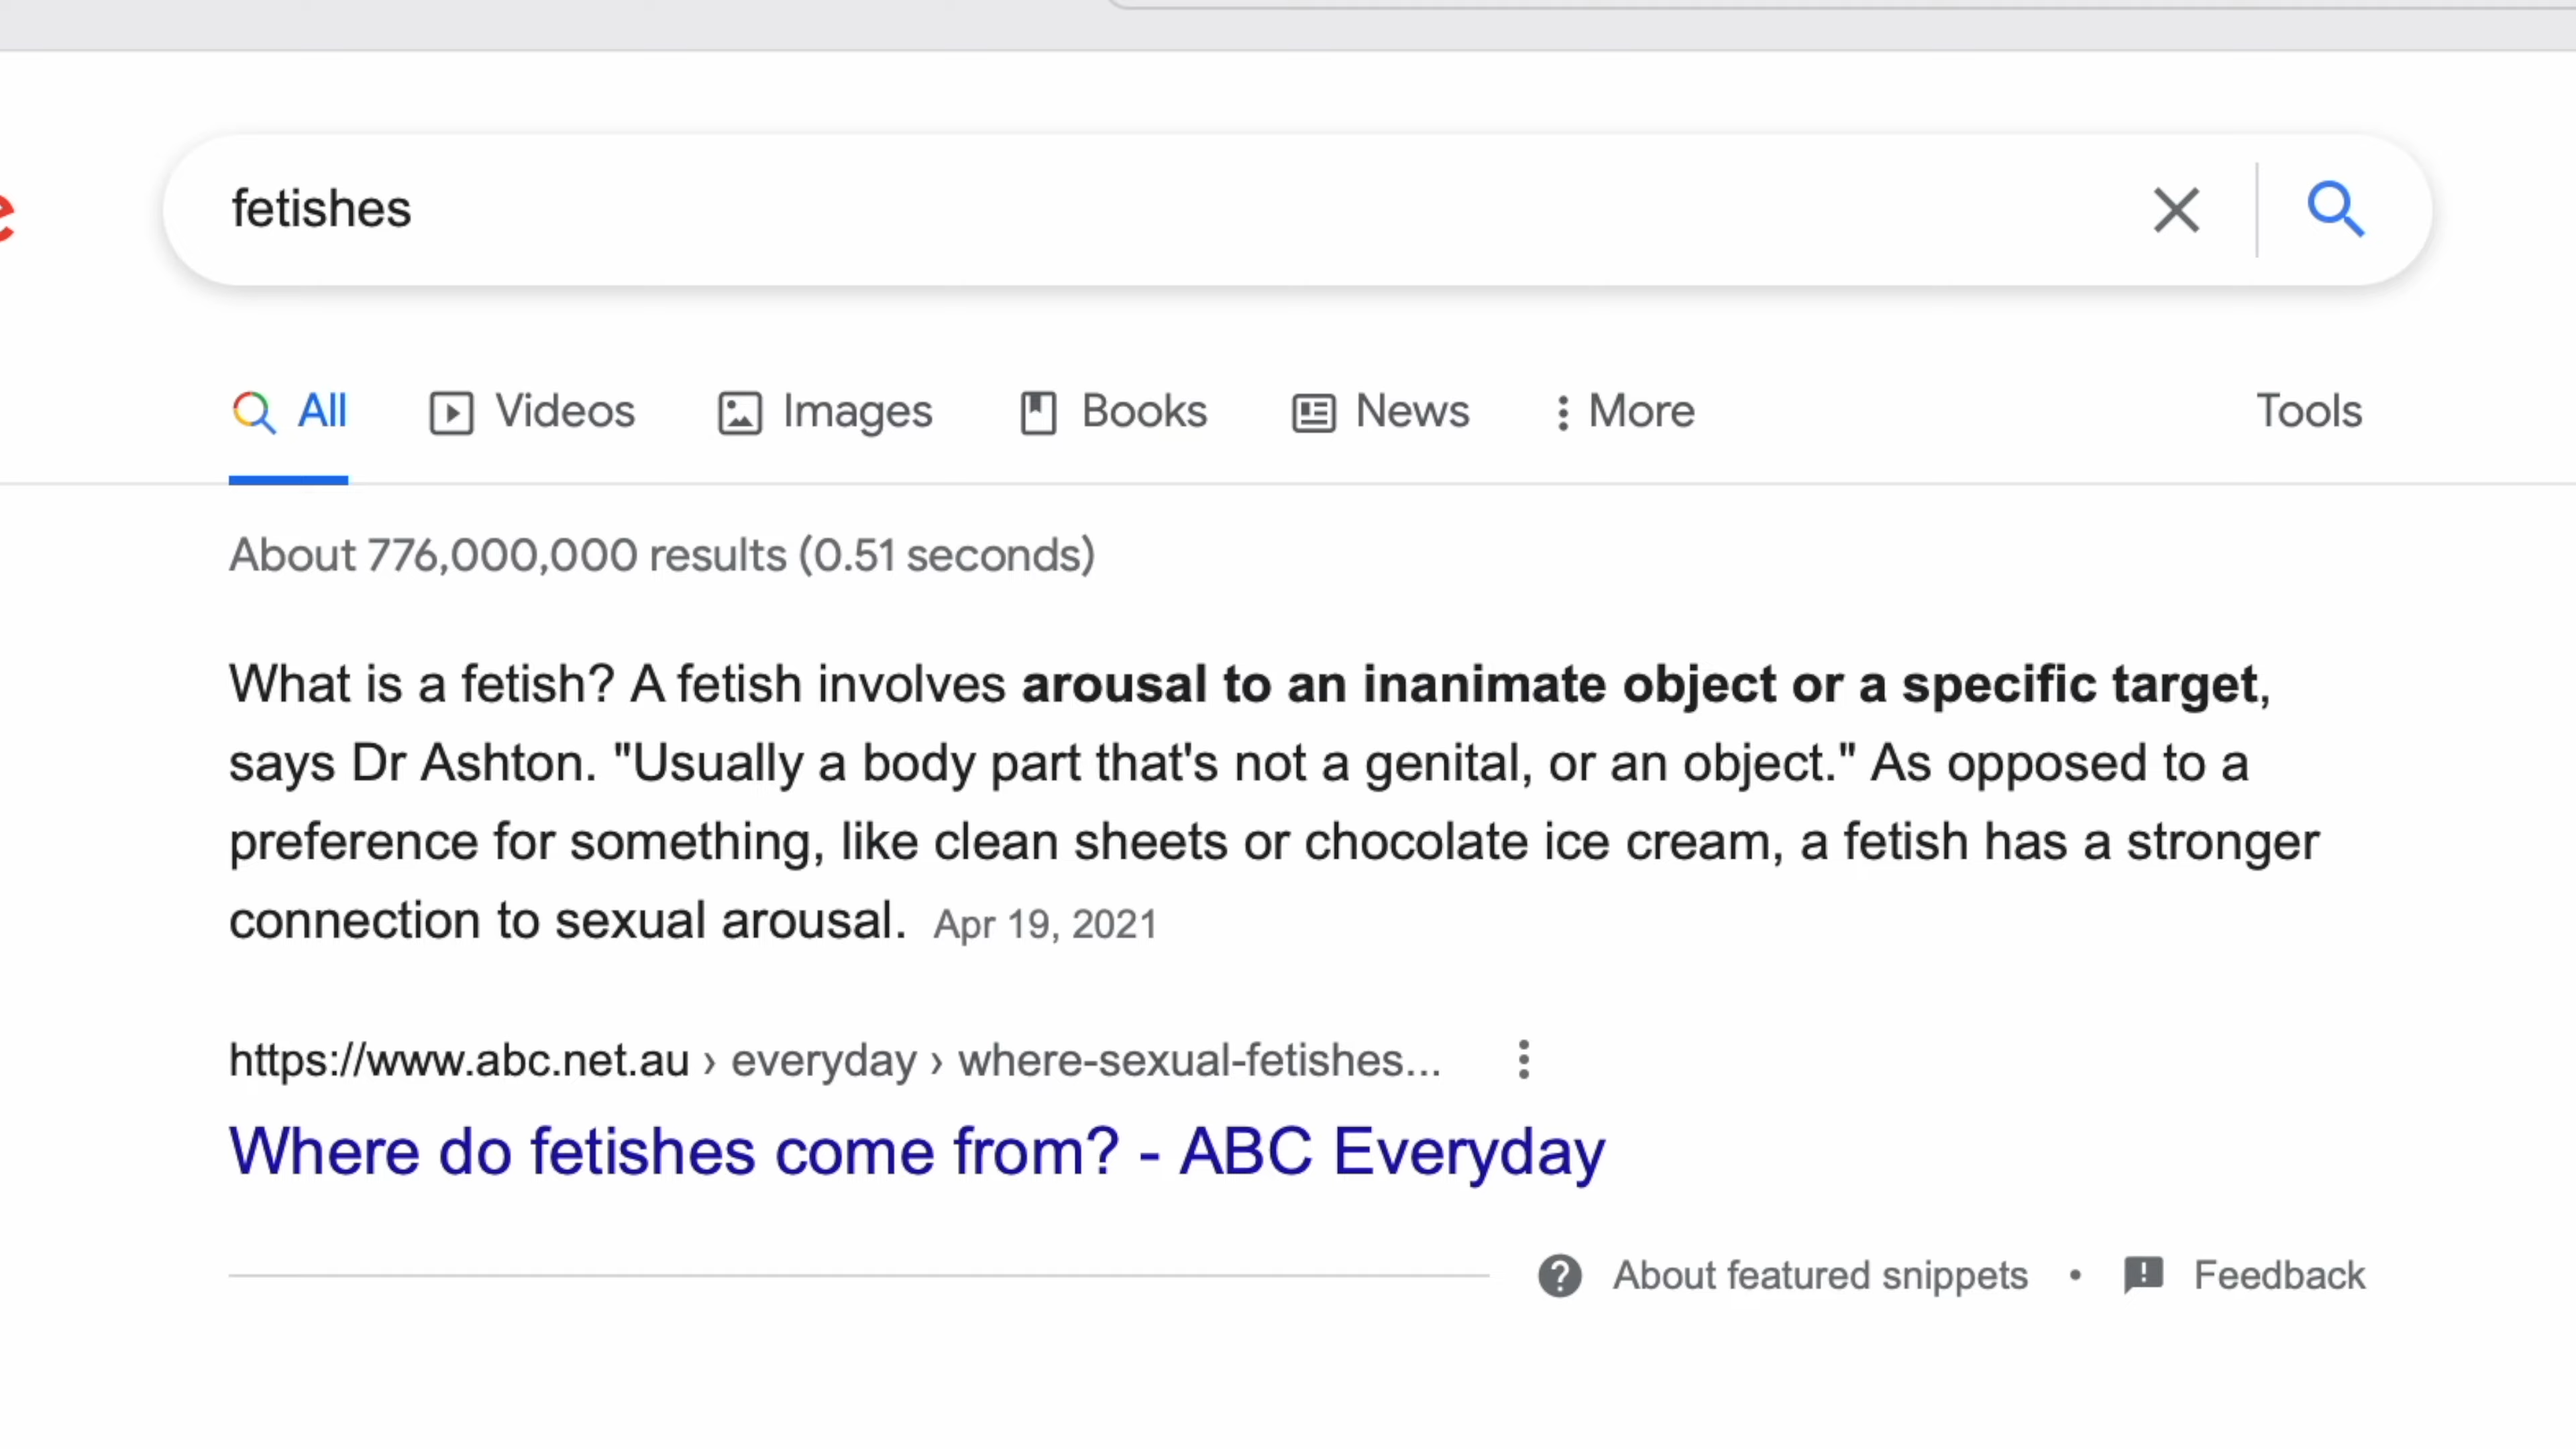 e
fetishes
All Videos Images Books News More Tools
About 776,000,000 results (0.51 seconds)
What is a fetish? A fetish involves arousal to an inanimate object or a specific target,
says Dr Ashton. "Usually a body part that's not a genital, or an object." As opposed to a
preference for something, like clean sheets or chocolate ice cream, a fetish has a stronger
connection to sexual arousal. Apr 19, 2021
https://www.abc.net.au › everyday › where-sexual-fetishes...
Where do fetishes come from? - ABC Everyday
About featured snippets • Feedback